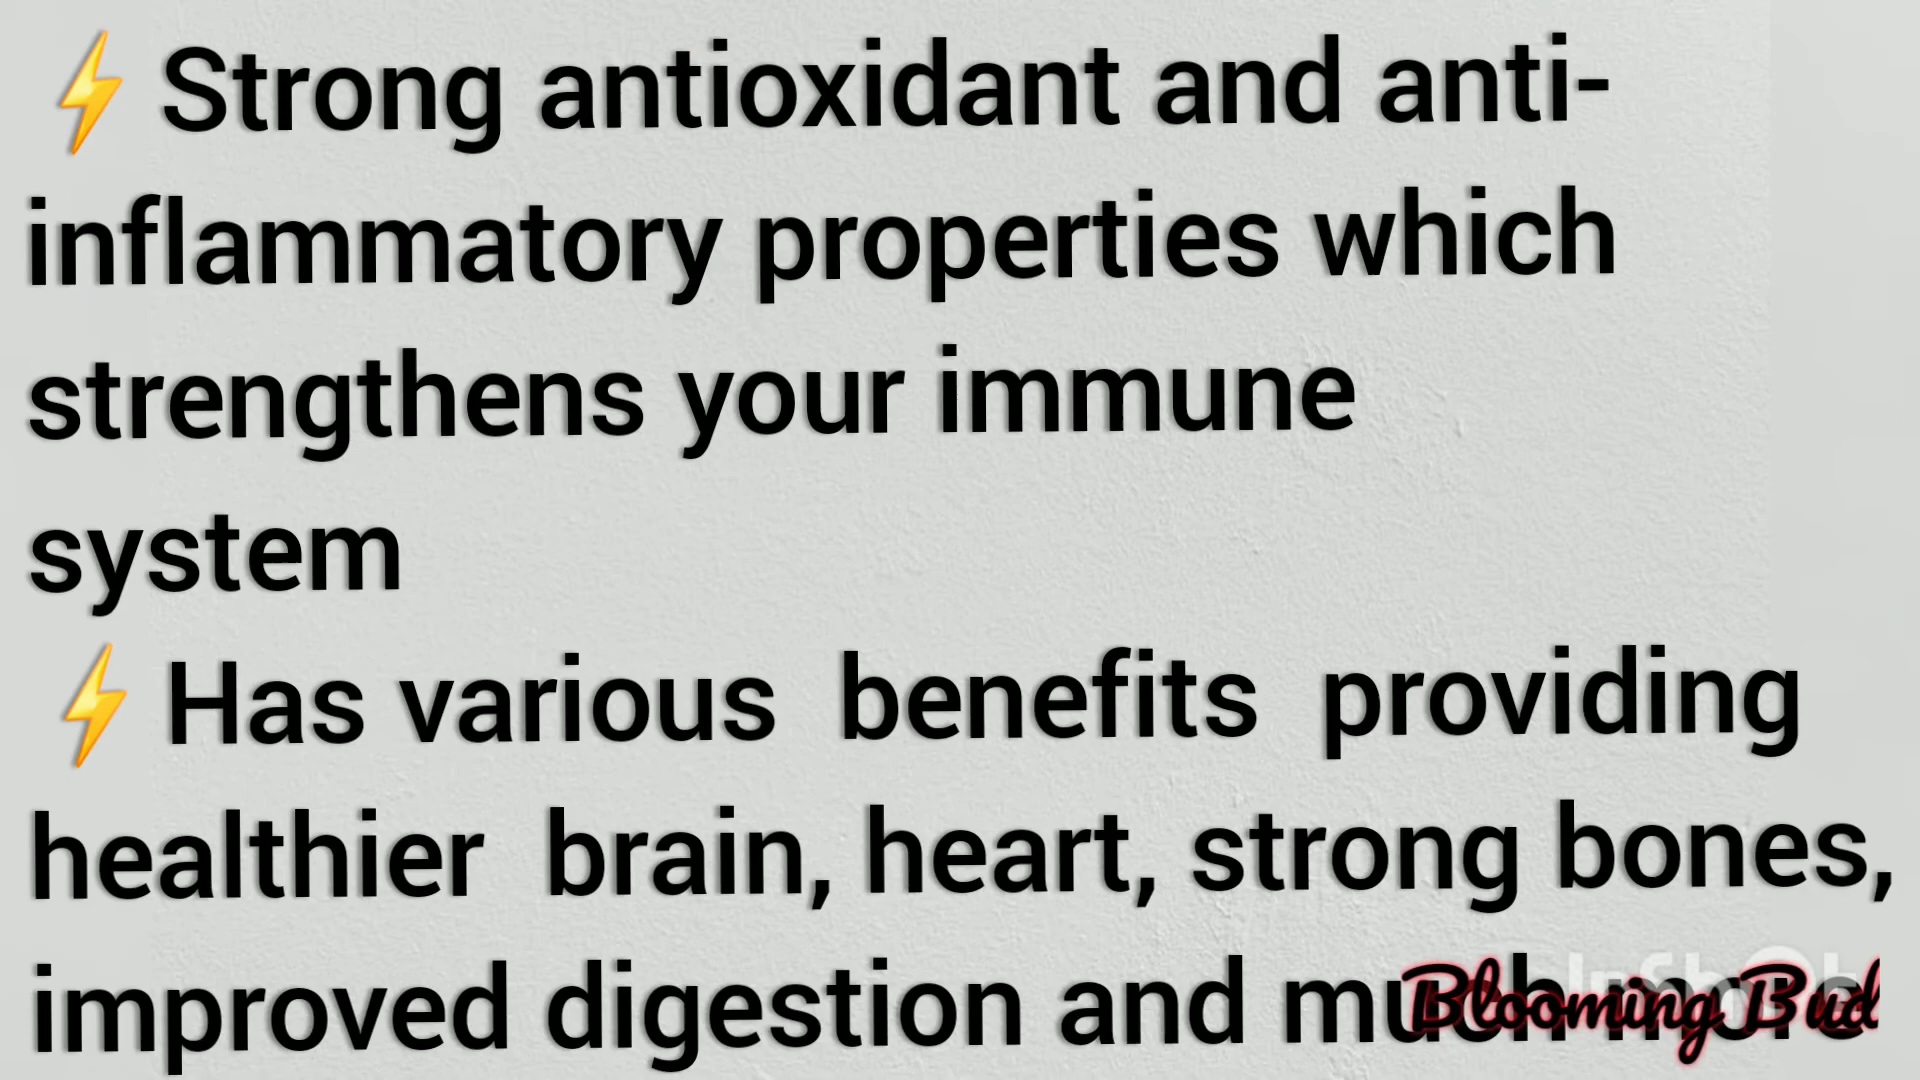 ⚡Strong antioxidant and anti-
inflammatory properties which
strengthens your immune
system
⚡Has various benefits providing
healthier brain, heart, strong bones,
improved digestion and much more
InShot
Blooming Bud